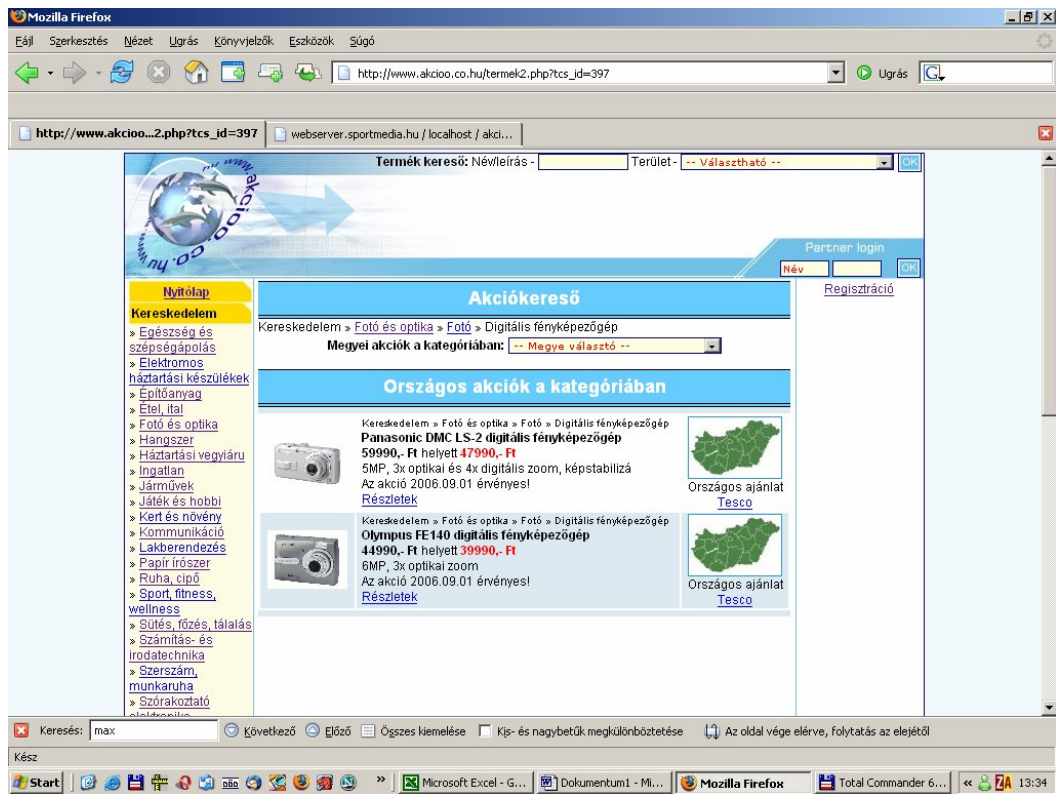 Mozilla Firefox
Fájl Szerkesztés Nézet Ugrás Könyvjelzők Eszközök Súgó
http://www.akcioo.co.hu/termek2.php?tcs_id=397 Ugrás G
http://www.akcioo...2.php?tcs_id=397 webserver.sportmedia.hu / localhost / akci...
www.akcioo.co.hu
Termék kereső: Név/leírás - Terület - -- Választható -- OK
Partner login
Név OK
Regisztráció
Nyitólap
Kereskedelem
» Egészség és
szépségápolás
» Elektromos
háztartási készülékek
» Építőanyag
» Étel, ital
» Fotó és optika
» Hangszer
» Háztartási vegyiáru
» Ingatlan
» Járművek
» Játék és hobbi
» Kert és növény
» Kommunikáció
» Lakberendezés
» Papír írószer
» Ruha, cipő
» Sport, fitness,
wellness
» Sütés, főzés, tálalás
» Számítás- és
irodatechnika
» Szerszám,
munkaruha
» Szórakoztató
elektronika
Akciókereső
Kereskedelem » Fotó és optika » Fotó » Digitális fényképezőgép
Megyei akciók a kategóriában: -- Megye választó --
Országos akciók a kategóriában
Kereskedelem » Fotó és optika » Fotó » Digitális fényképezőgép
Panasonic DMC LS-2 digitális fényképezőgép
59990,- Ft helyett 47990,- Ft
5MP, 3x optikai és 4x digitális zoom, képstabilizá
Az akció 2006.09.01 érvényes!
Részletek
Országos ajánlat
Tesco
Kereskedelem » Fotó és optika » Fotó » Digitális fényképezőgép
Olympus FE140 digitális fényképezőgép
44990,- Ft helyett 39990,- Ft
6MP, 3x optikai zoom
Az akció 2006.09.01 érvényes!
Részletek
Országos ajánlat
Tesco
Keresés: max Következő Előző Összes kiemelése Kis- és nagybetűk megkülönböztetése Az oldal vége elérve, folytatás az elejétől
Kész
Start » Microsoft Excel - G... Dokumentum1 - Mi... Mozilla Firefox Total Commander 6... « 13:34